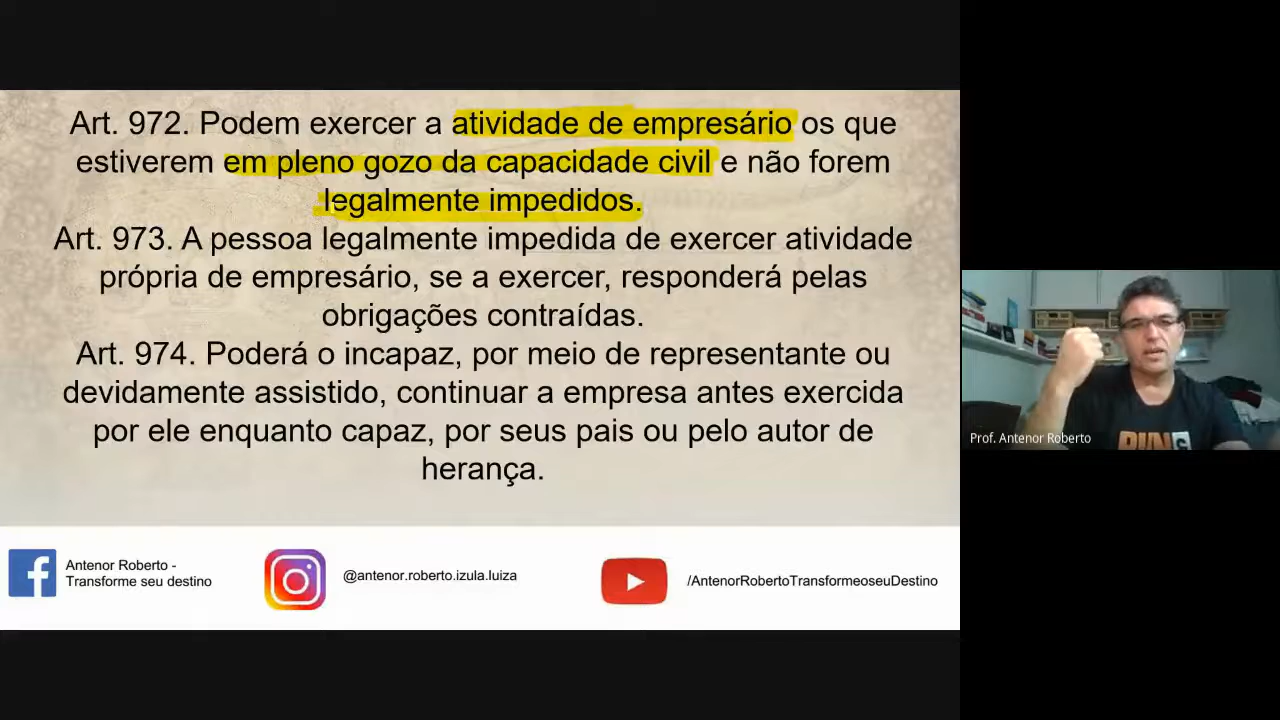 Art. 972. Podem exercer a atividade de empresário os que
estiverem em pleno gozo da capacidade civil e não forem
legalmente impedidos.
Art. 973. A pessoa legalmente impedida de exercer atividade
própria de empresário, se a exercer, responderá pelas
obrigações contraídas.
Art. 974. Poderá o incapaz, por meio de representante ou
devidamente assistido, continuar a empresa antes exercida
por ele enquanto capaz, por seus pais ou pelo autor de
herança.
Prof. Antenor Roberto
Antenor Roberto -
Transforme seu destino
@antenor.roberto.izula.luiza
/AntenorRobertoTransformeoseuDestino